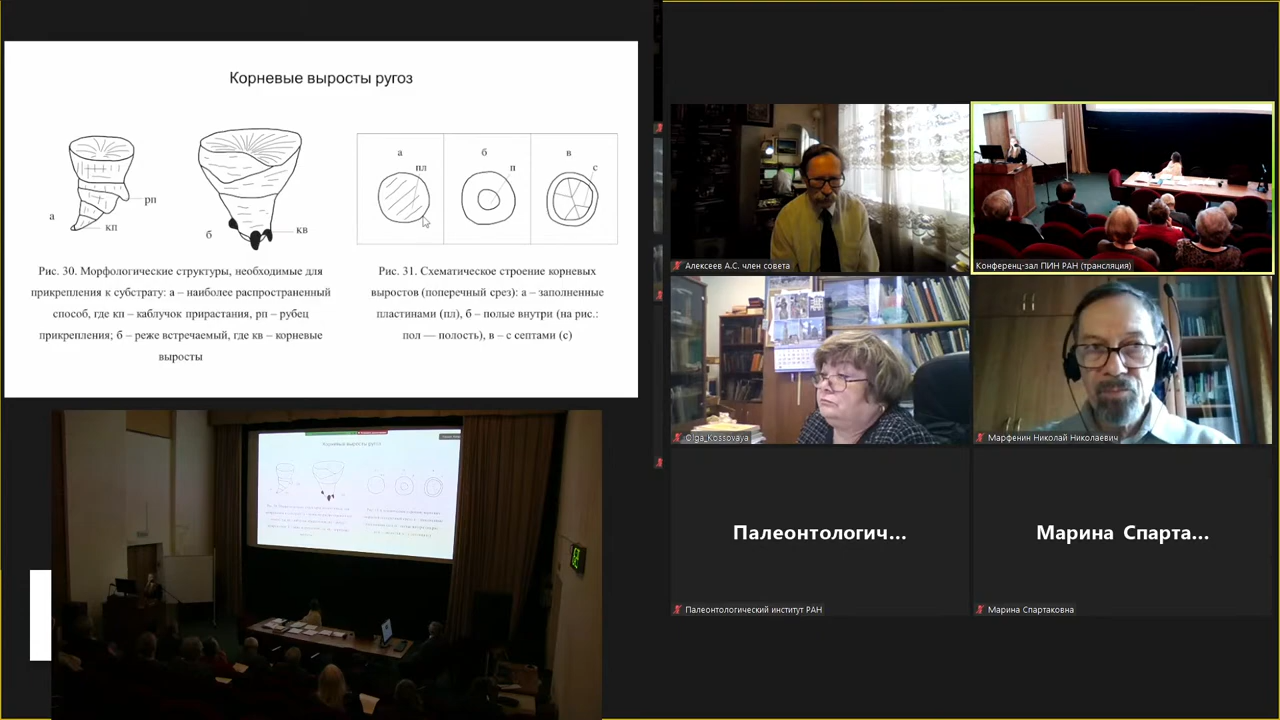 Корневые выросты ругоз
а
рп
кп
б
кв
а
б
в
пл
п
с
Рис. 30. Морфологические структуры, необходимые для
прикрепления к субстрату: а – наиболее распространенный
способ, где кп – каблучок прирастания, рп – рубец
прикрепления; б – реже встречаемый, где кв – корневые
выросты
Рис. 31. Схематическое строение корневых
выростов (поперечный срез): а – заполненные
пластинами (пл), б – полые внутри (на рис.:
пол — полость), в – с септами (с)
Корневые выросты ругоз
Алексеев А.С. член совета
Конференц-зал ПИН РАН (трансляция)
Olga_Kossovaya
Марфенин Николай Николаевич
Палеонтологич...
Палеонтологический институт РАН
Марина Спарта...
Марина Спартаковна